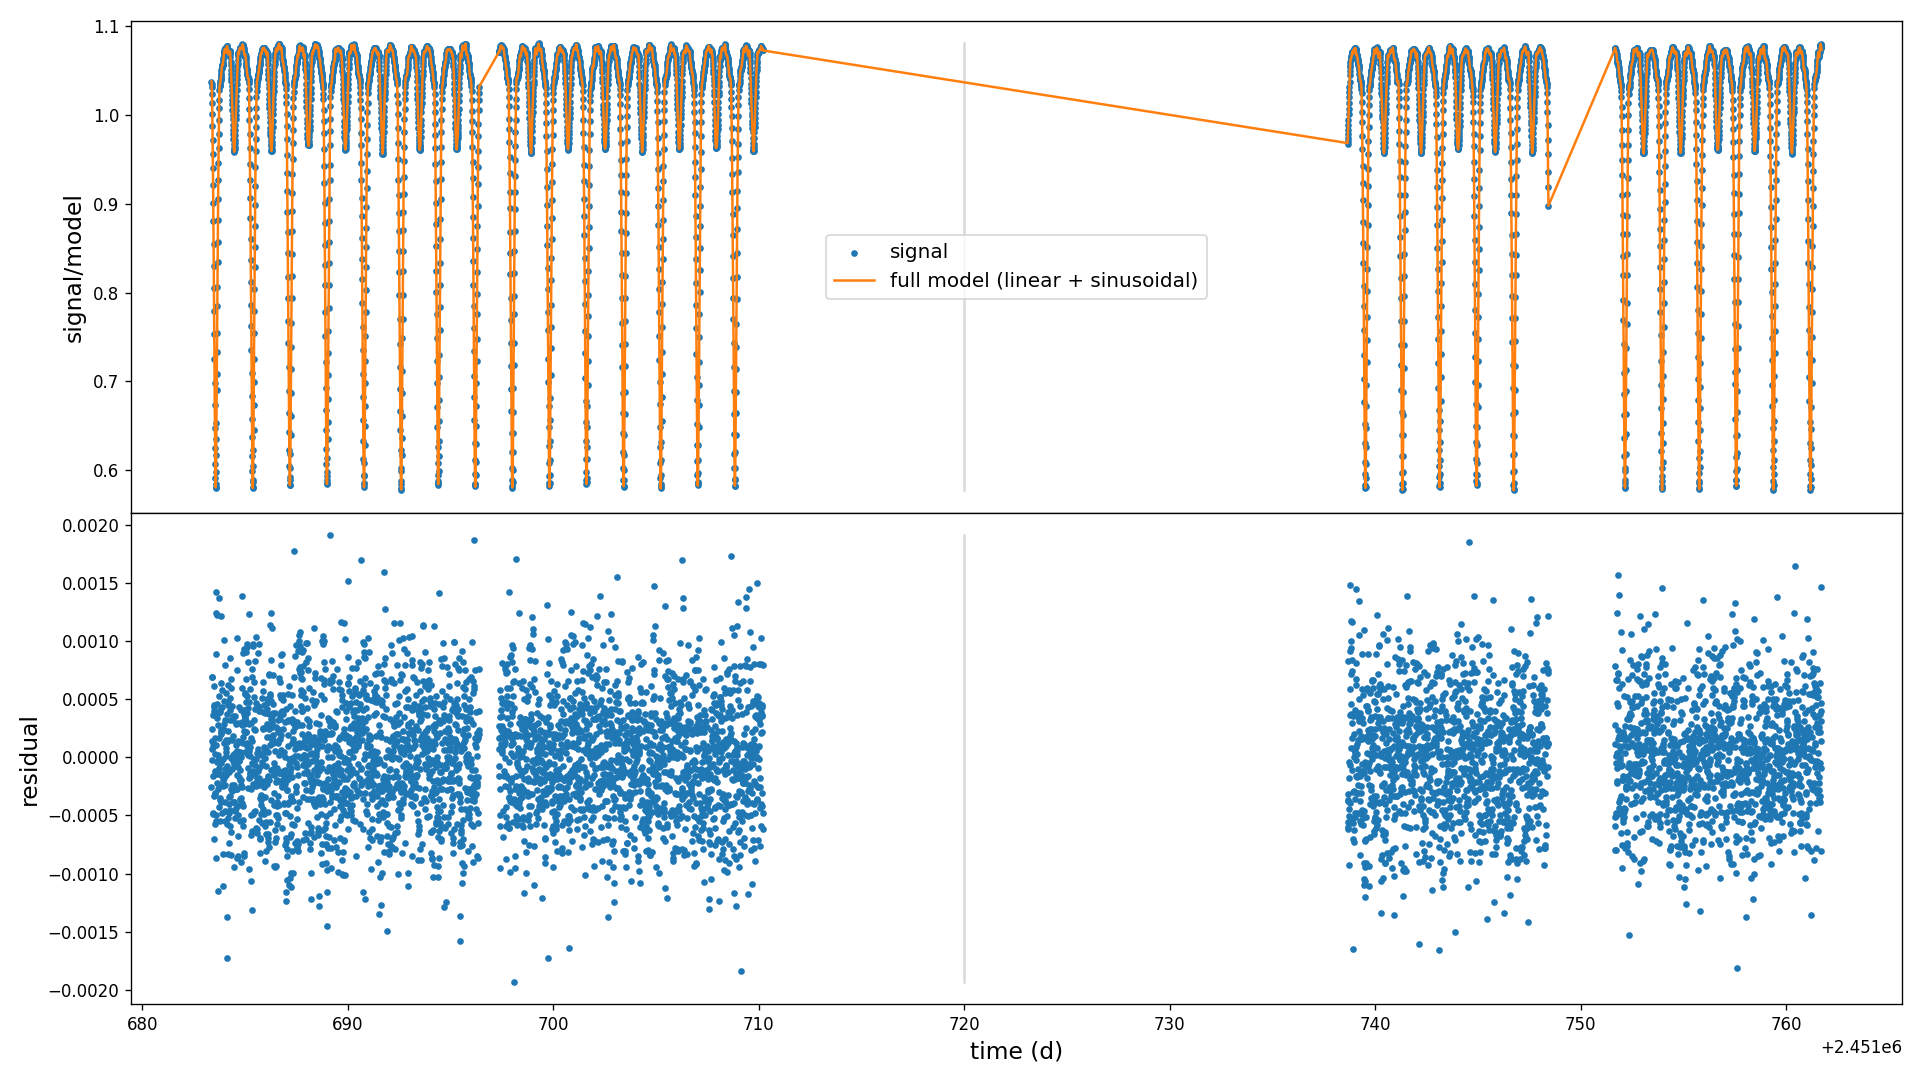 1.1
1.0
0.9
0.8
0.7
0.6
signal/model
signal
full model (linear + sinusoidal)
0.0020
0.0015
0.0010
0.0005
0.0000
−0.0005
−0.0010
−0.0015
−0.0020
residual
680 690 700 710 720 730 740 750 760
+2.451e6
time (d)